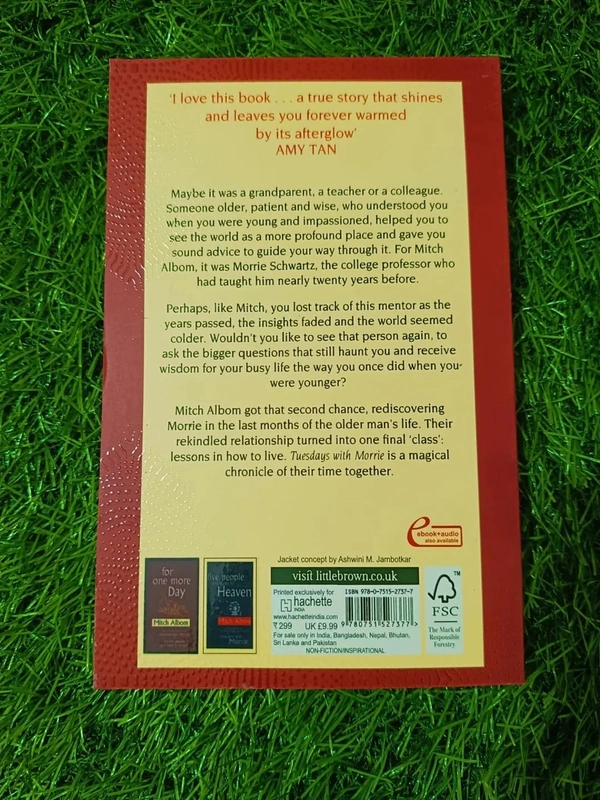 'I love this book . . . a true story that shines
and leaves you forever warmed
by its afterglow'
AMY TAN
Maybe it was a grandparent, a teacher or a colleague.
Someone older, patient and wise, who understood you
when you were young and impassioned, helped you to
see the world as a more profound place and gave you
sound advice to guide your way through it. For Mitch
Albom, it was Morrie Schwartz, the college professor who
had taught him nearly twenty years before.
Perhaps, like Mitch, you lost track of this mentor as the
years passed, the insights faded and the world seemed
colder. Wouldn't you like to see that person again, to
ask the bigger questions that still haunt you and receive
wisdom for your busy life the way you once did when you
were younger?
Mitch Albom got that second chance, rediscovering
Morrie in the last months of the older man's life. Their
rekindled relationship turned into one final 'class':
lessons in how to live. Tuesdays with Morrie is a magical
chronicle of their time together.
ebook+audio
also available
for
one more
Day
Mitch Albom
five people
Heaven
Mitch Albom
Jacket concept by Ashwini M. Jambotkar
visit littlebrown.co.uk
Printed exclusively for
hachette
INDIA
www.hachetteindia.com
₹299 UK £9.99
For sale only in India, Bangladesh, Nepal, Bhutan,
Sri Lanka and Pakistan
NON-FICTION/INSPIRATIONAL
ISBN 978-0-7515-2737-7
9 780751 527377 >
TM
FSC
The Mark of
Responsible
Forestry